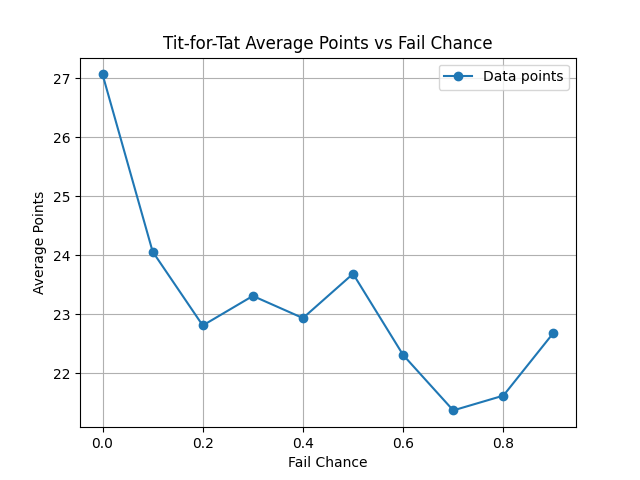 Tit-for-Tat Average Points vs Fail Chance
Data points
27
26
25
24
23
22
Average Points
0.0 0.2 0.4 0.6 0.8
Fail Chance